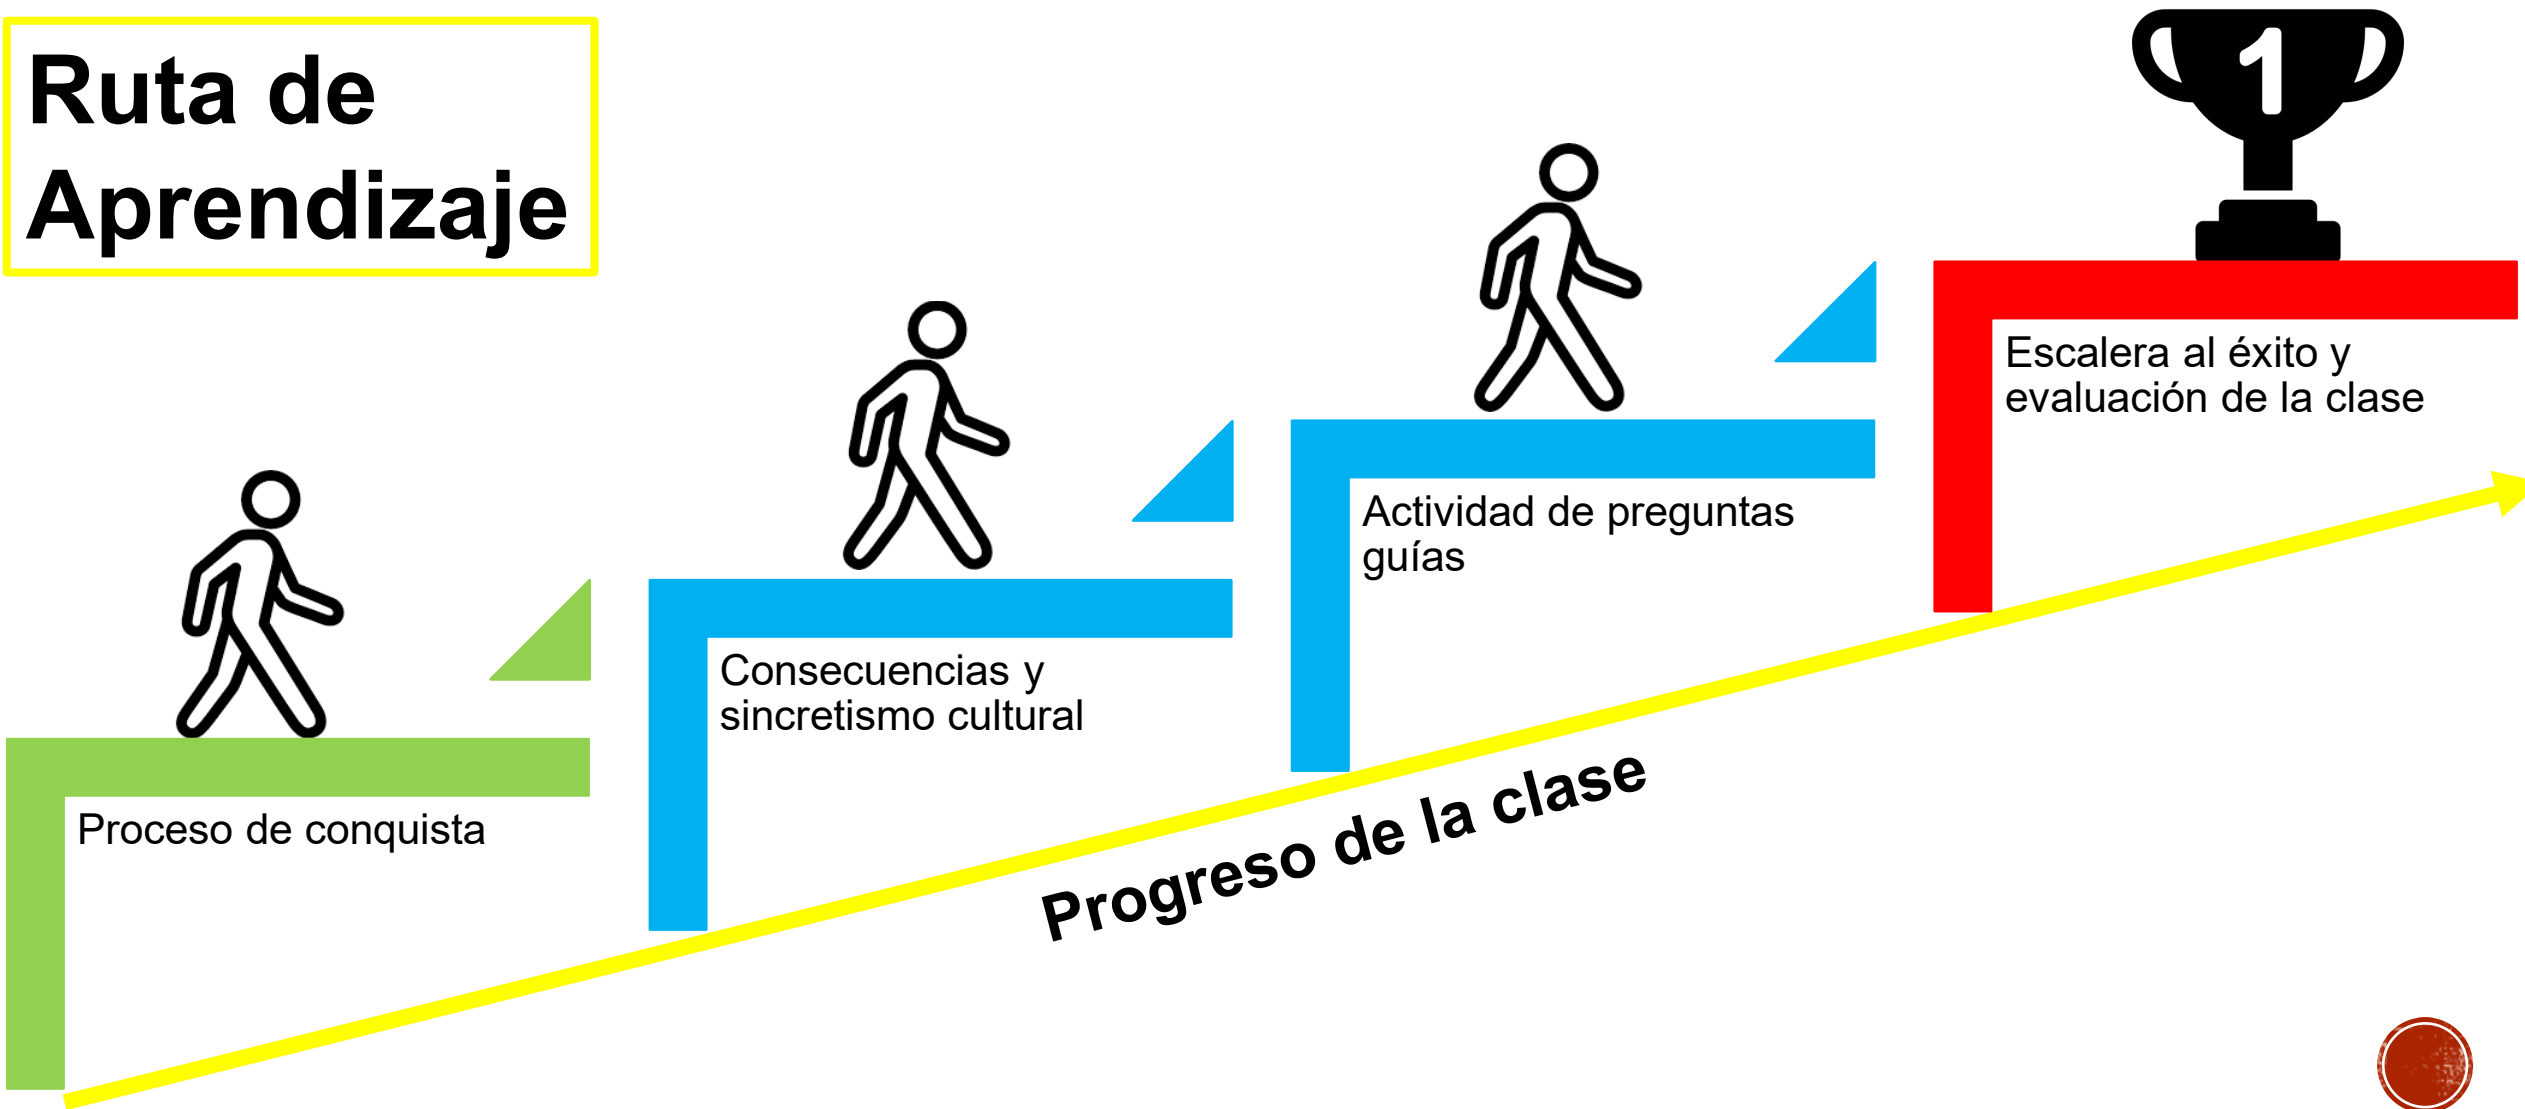 Ruta de
Aprendizaje
1
Escalera al éxito y
evaluación de la clase
Actividad de preguntas
guías
Consecuencias y
sincretismo cultural
Proceso de conquista
Progreso de la clase